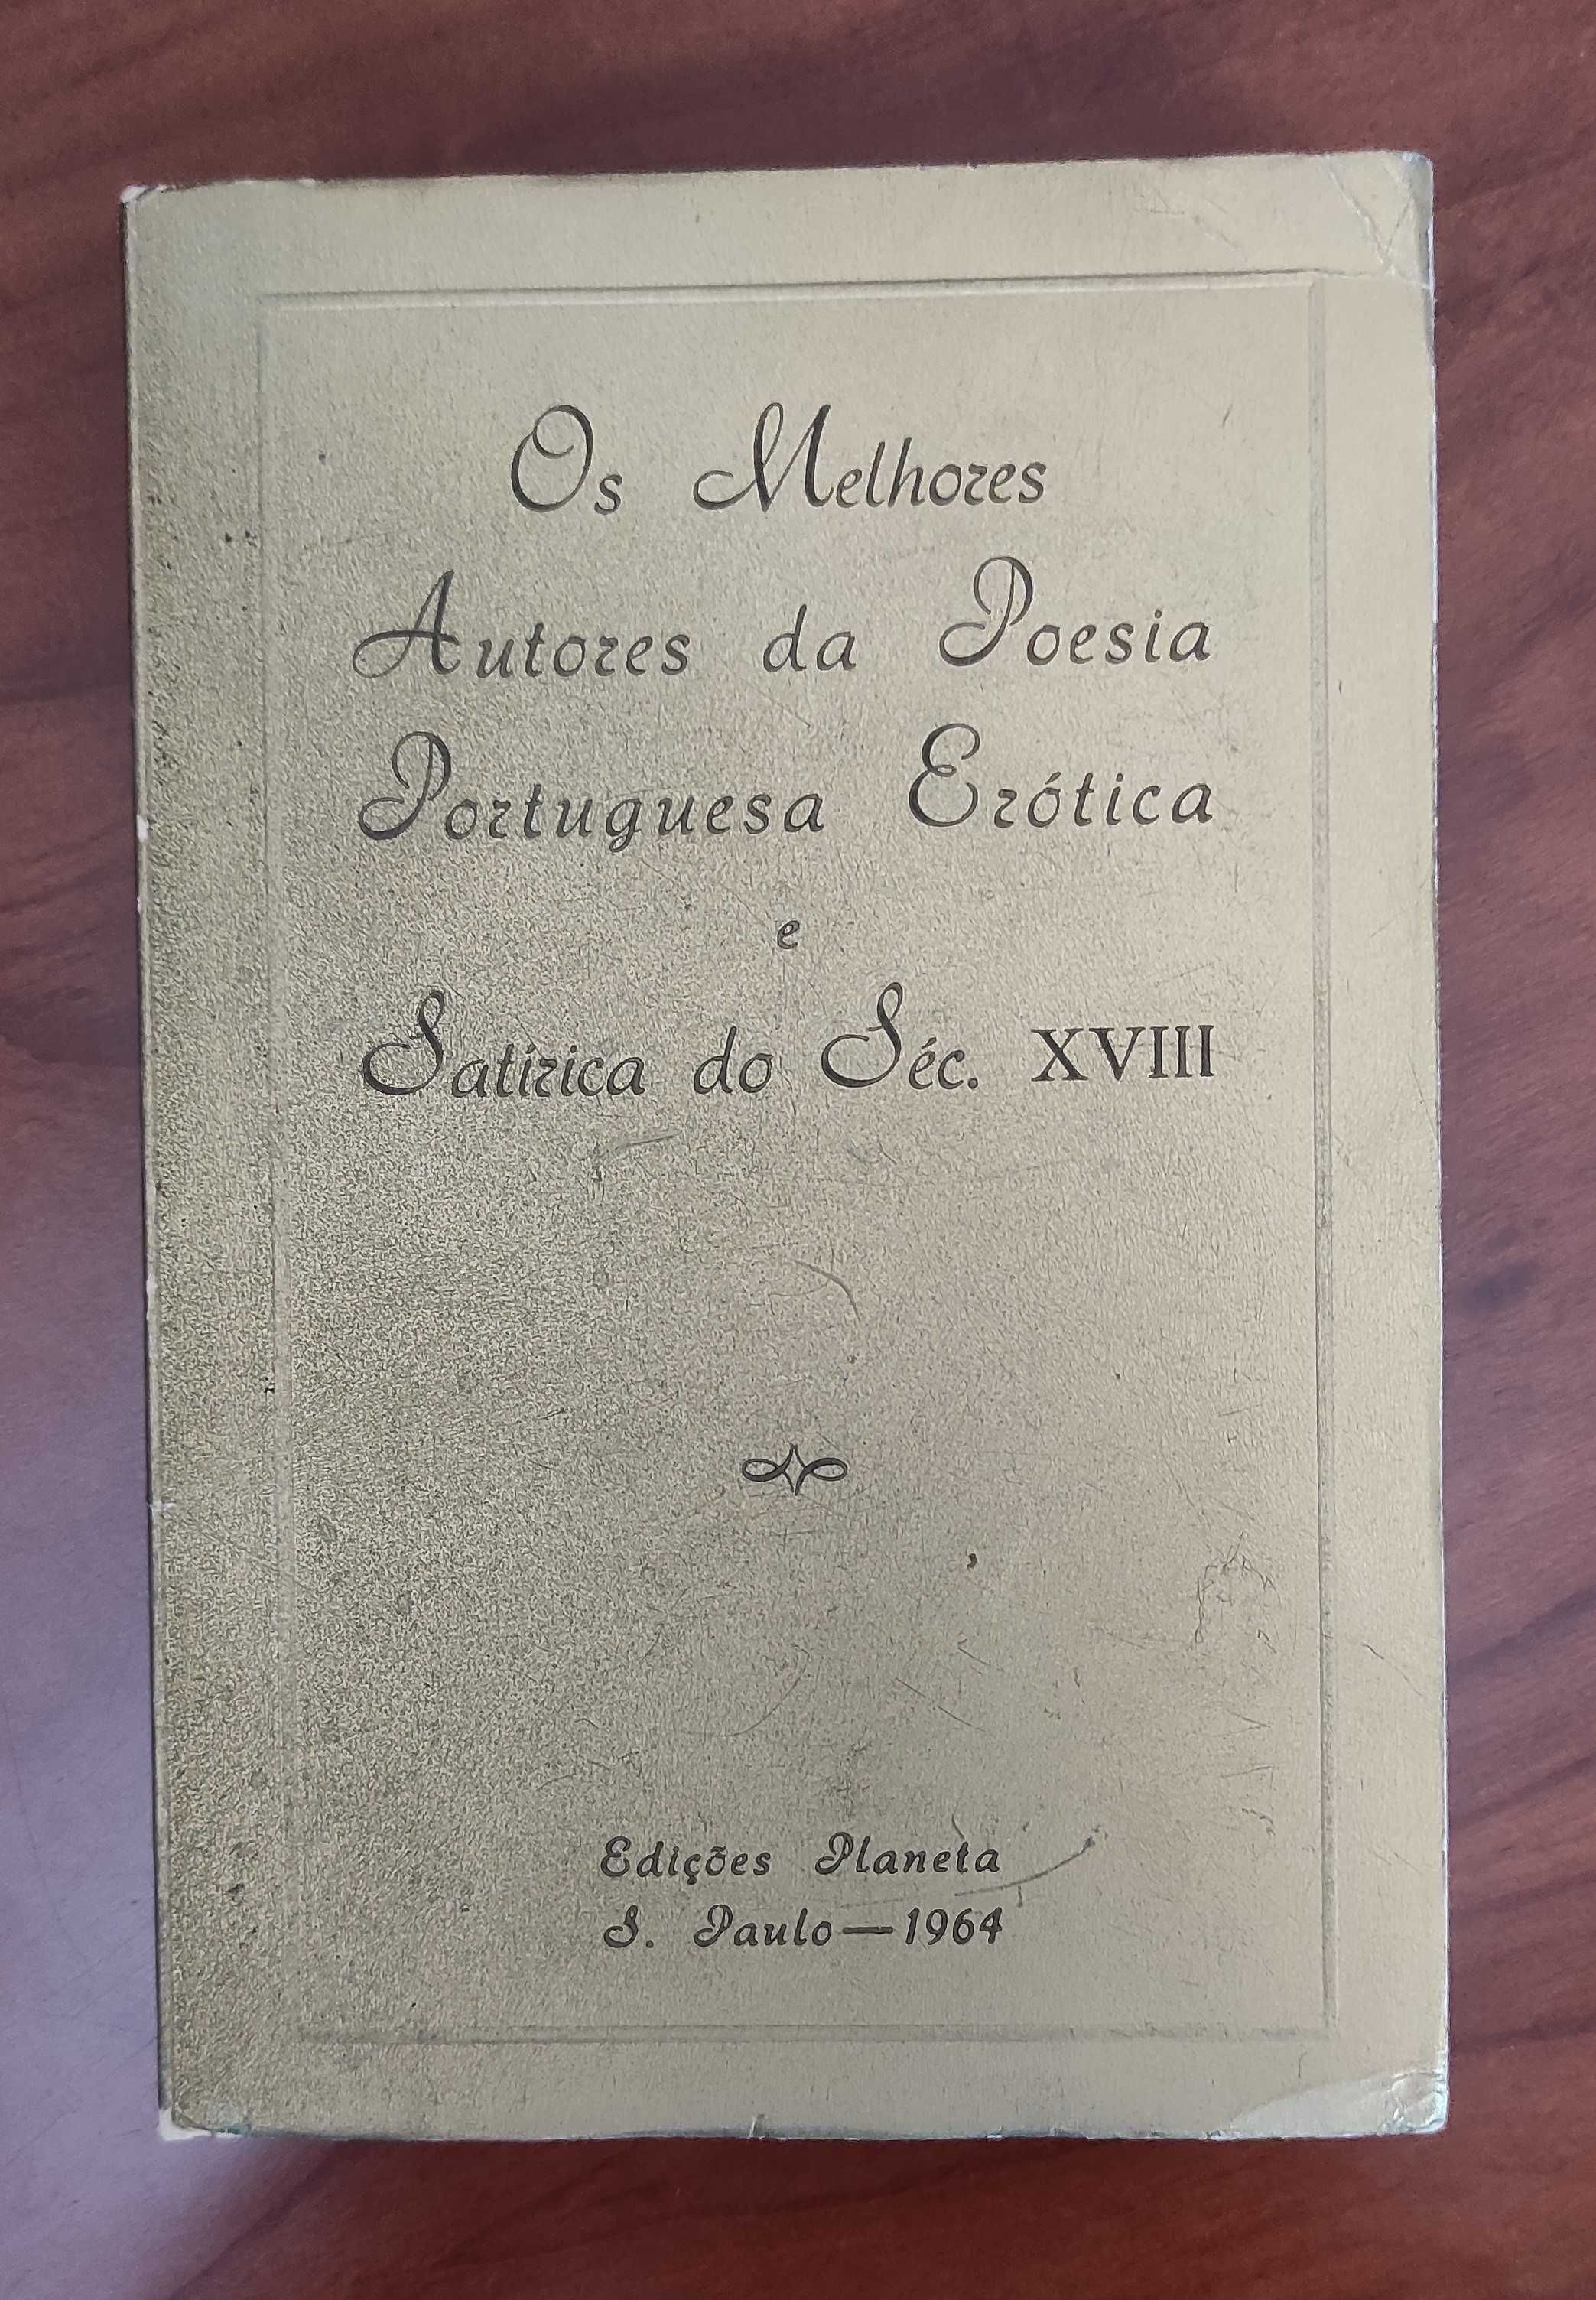 Os Melhores
Autores da Poesia
Portuguesa Erótica
e
Satírica do Séc. XVIII
Edições Planeta
S. Paulo—1964